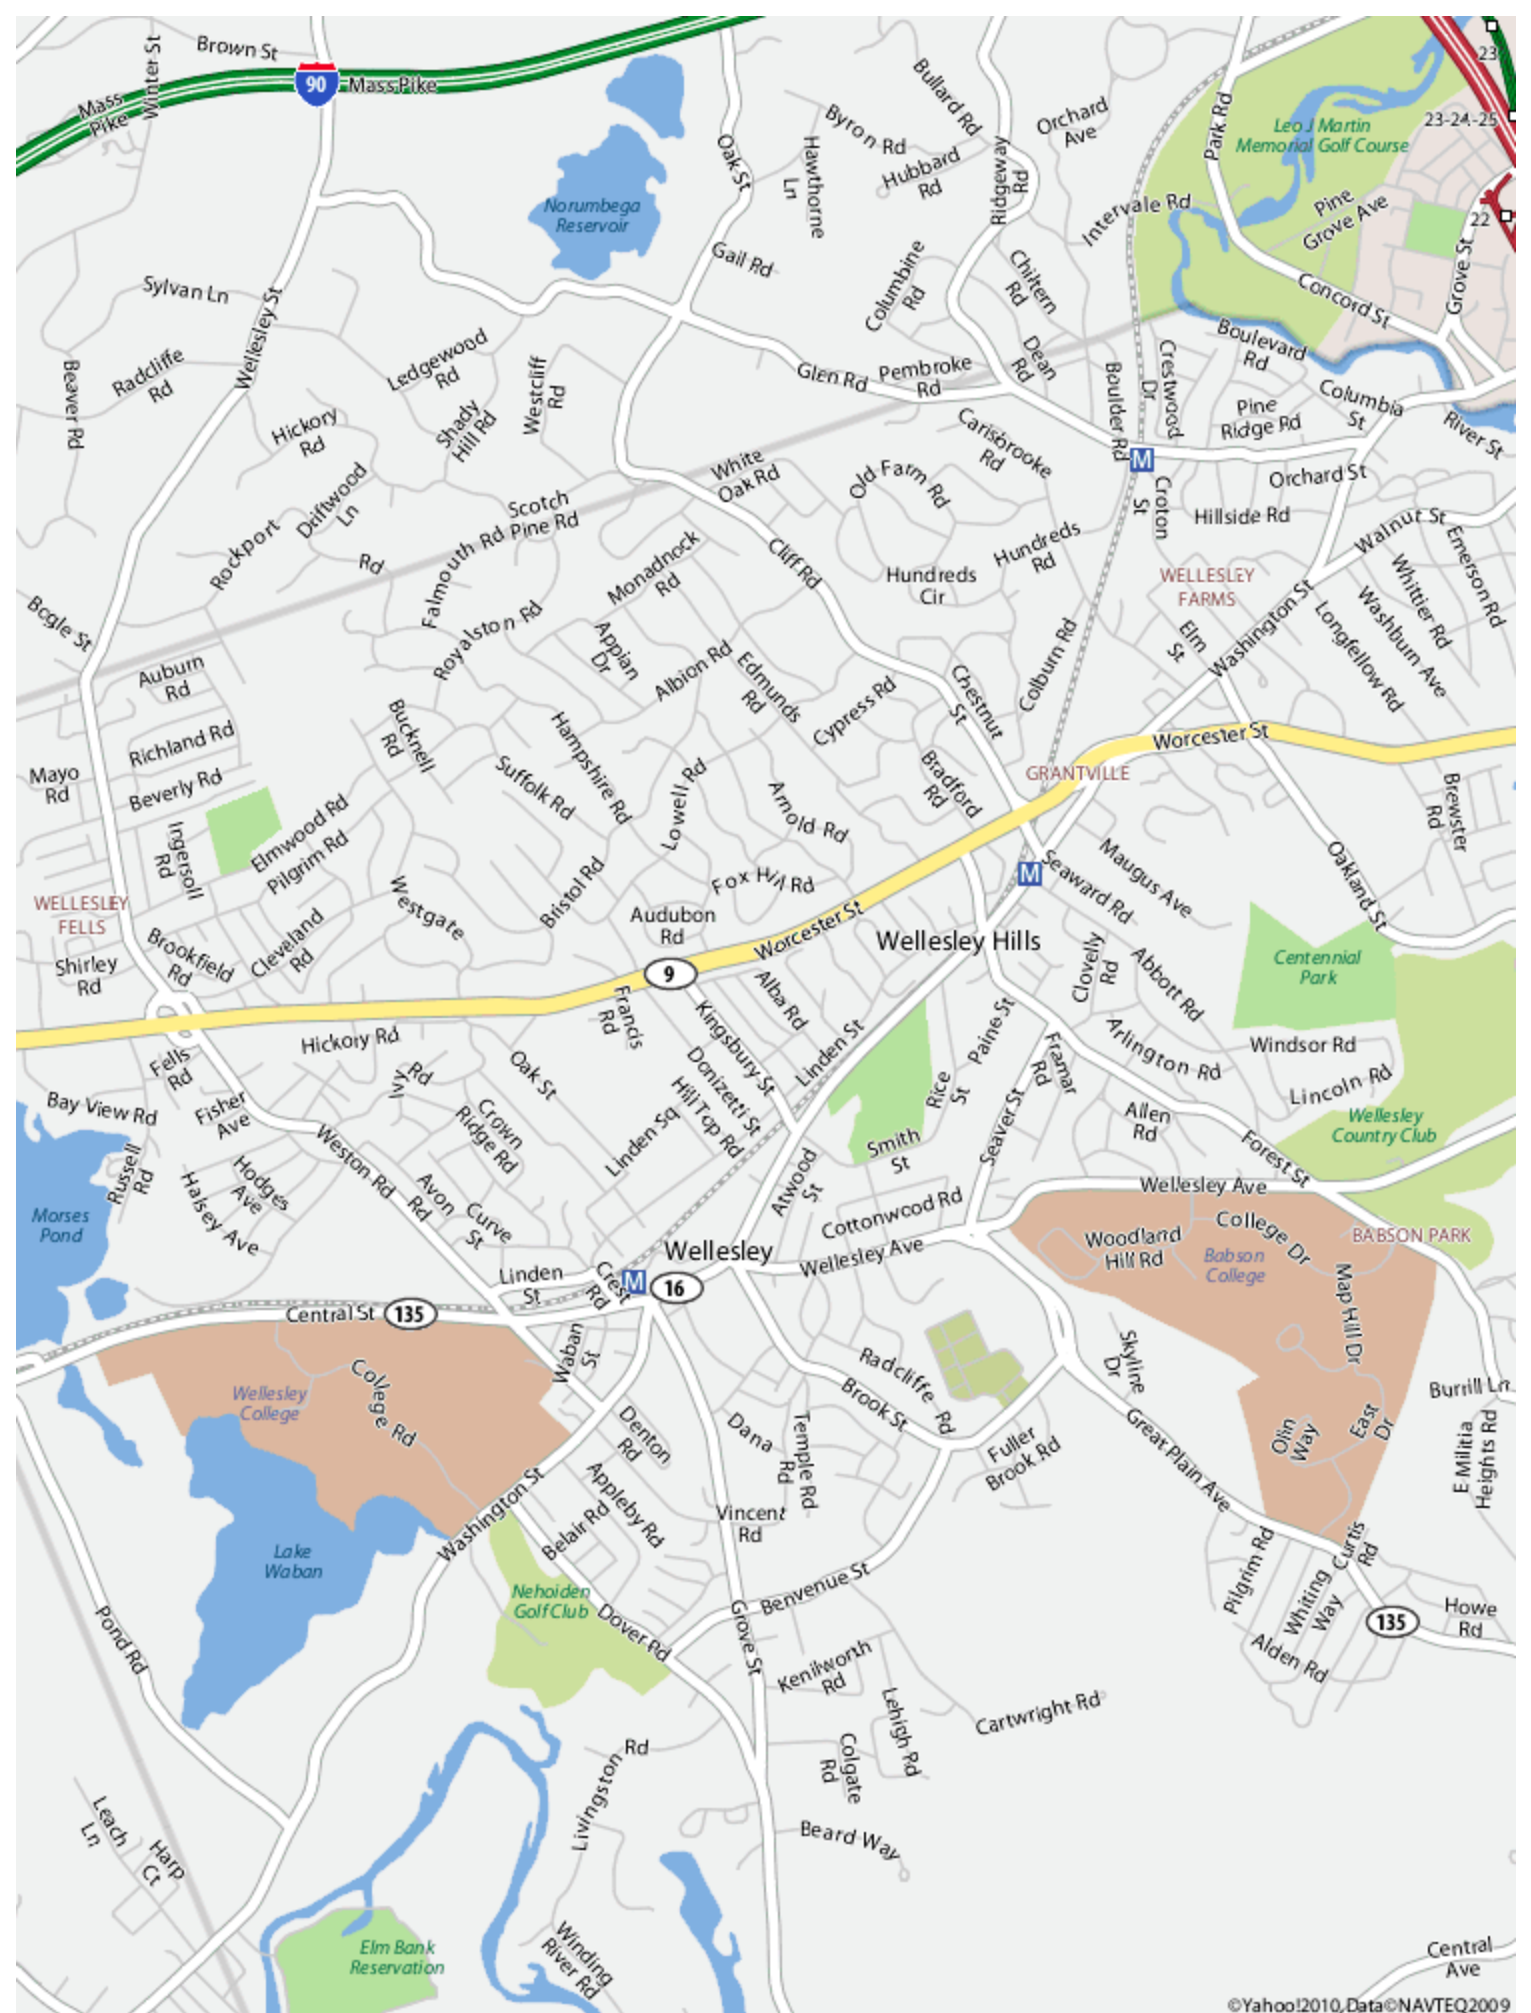 Brown St
Winter St
90
Mass Pike
Mass
Pike
Oak St
Bullard Rd
Byron Rd
Hawthorne
Ln
Hubbard
Rd
Ridgeway
Rd
Orchard
Ave
Park Rd
Leo J Martin
Memorial Golf Course
23
23-24-25
22
Norumbega
Reservoir
Gail Rd
Intervale Rd
Pine
Grove Ave
Grove St
Concord St
Sylvan Ln
Wellesley St
Columbine
Rd
Chiltern
Rd
Dean
Rd
Beaver Rd
Radcliffe
Rd
Ledgewood
Rd
Westcliff
Rd
Glen Rd
Pembroke
Rd
Boulder Rd
Crestwood
Dr
Boulevard
Rd
Columbia
St
River St
Hickory
Rd
Shady
Hill Rd
Carisbrooke
Rd
Pine
Ridge Rd
M
Orchard St
Rockport
Driftwood
Ln
Rd
Scotch
Pine Rd
White
Oak Rd
Old Farm Rd
Croton
St
Hillside Rd
Walnut St
Emerson Rd
Falmouth Rd
Monadnock
Rd
Cliff Rd
Hundreds
Rd
Hundreds
Cir
WELLESLEY
FARMS
Whittier Rd
Washburn Ave
Longfellow Rd
Bogle St
Royalston Rd
Appian
Dr
Albion Rd
Edmunds
Rd
Cypress Rd
Chestnut
St
Colburn Rd
Elm
St
Washington St
Auburn
Rd
Richland Rd
Bucknell
Rd
Hampshire Rd
Worcester St
Mayo
Rd
Beverly Rd
Suffolk Rd
Lowell Rd
Arnold Rd
Bradford
Rd
GRANTVILLE
Brewster
Rd
Ingersoll
Rd
Elmwood Rd
Pilgrim Rd
M
Maugus Ave
Seaward Rd
Oakland St
WELLESLEY
FELLS
Westgate
Bristol Rd
Fox Hill Rd
Audubon
Rd
Worcester St
Wellesley Hills
Shirley
Rd
Brookfield
Rd
Cleveland
Rd
9
Clovelly
Rd
Abbott Rd
Centennial
Park
Alba Rd
Francis
Rd
Kingsbury St
Linden St
Paine St
Arlington Rd
Windsor Rd
Hickory Rd
Fells
Rd
Ivy
Rd
Oak St
Donizetti St
Hill Top Rd
Framar
Rd
Lincoln Rd
Bay View Rd
Fisher
Ave
Crown
Ridge Rd
Linden Sq
Rice
St
Seaver St
Allen
Rd
Wellesley
Country Club
Weston Rd
Smith
St
Forest St
Russell
Rd
Hodges
Ave
Halsey Ave
Avon
Rd
Curve
St
Atwood
St
Cottonwood Rd
Wellesley Ave
Morses
Pond
Wellesley
Wellesley Ave
Woodland
Hill Rd
College Dr
Babson
College
BABSON PARK
Linden
St
Crest
Rd
M
16
Central St
135
Map Hill Dr
Waban
St
Skyline
Dr
Wellesley
College
College Rd
Radcliffe
Rd
Brook St
Burrill Ln
Denton
Rd
Dana
Rd
Temple Rd
Fuller
Brook Rd
Great Plain Ave
Olin
Way
East
Dr
E Militia
Heights Rd
Appleby Rd
Vincent
Rd
Washington St
Belair Rd
Lake
Waban
Nehoiden
Golf Club
Dover Rd
Benvenue St
Grove St
Pilgrim Rd
Whiting
Way
Curtis
Rd
135
Howe
Rd
Alden Rd
Pond Rd
Kenilworth
Rd
Lehigh Rd
Cartwright Rd
Livingston
Rd
Colgate
Rd
Leach
Ln
Harp
Ct
Beard Way
Elm Bank
Reservation
Winding
River Rd
Central
Ave
©Yahoo!2010, Data©NAVTEQ2009